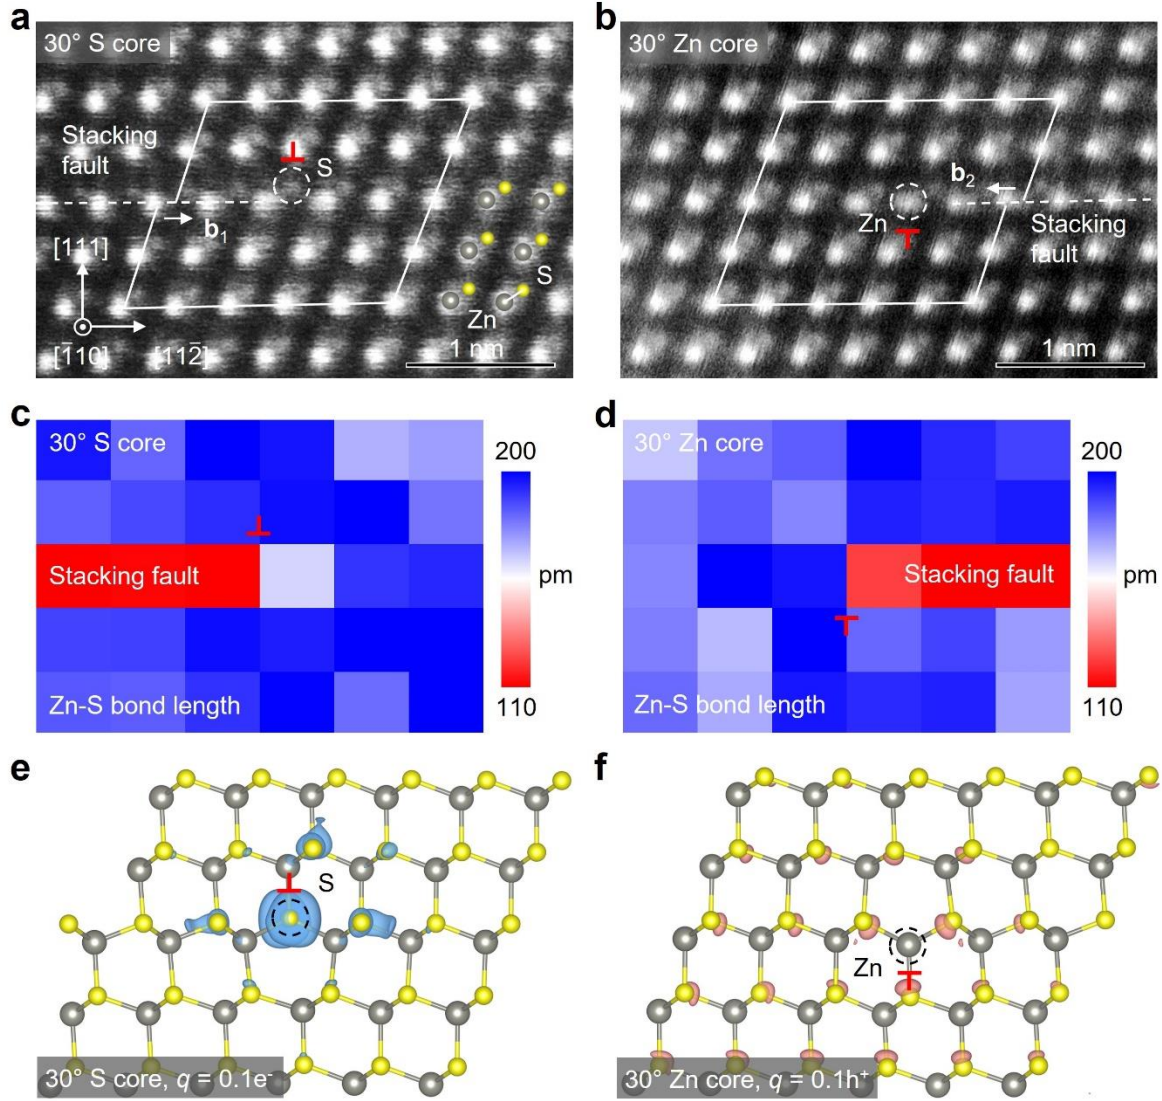 a
30° S core
Stacking
fault
S
b₁
[111]
[1̄10]
[112̄]
S
Zn
1 nm
b
30° Zn core
b₂
Zn
Stacking
fault
1 nm
c
30° S core
200
Stacking fault
pm
Zn-S bond length
110
d
30° Zn core
200
Stacking fault
pm
Zn-S bond length
110
e
S
30° S core, q = 0.1e⁻
f
Zn
30° Zn core, q = 0.1h⁺